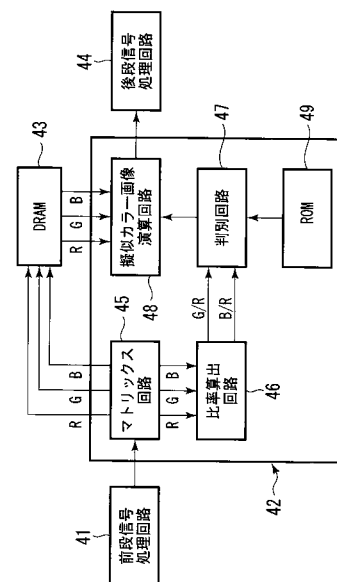 41
前段信号
処理回路
42
R
G
B
マトリックス
回路
45
R
G
B
比率算出
回路
46
DRAM
43
R
G
B
擬似カラー画像
演算回路
48
G/R
B/R
判別回路
47
ROM
49
後段信号
処理回路
44